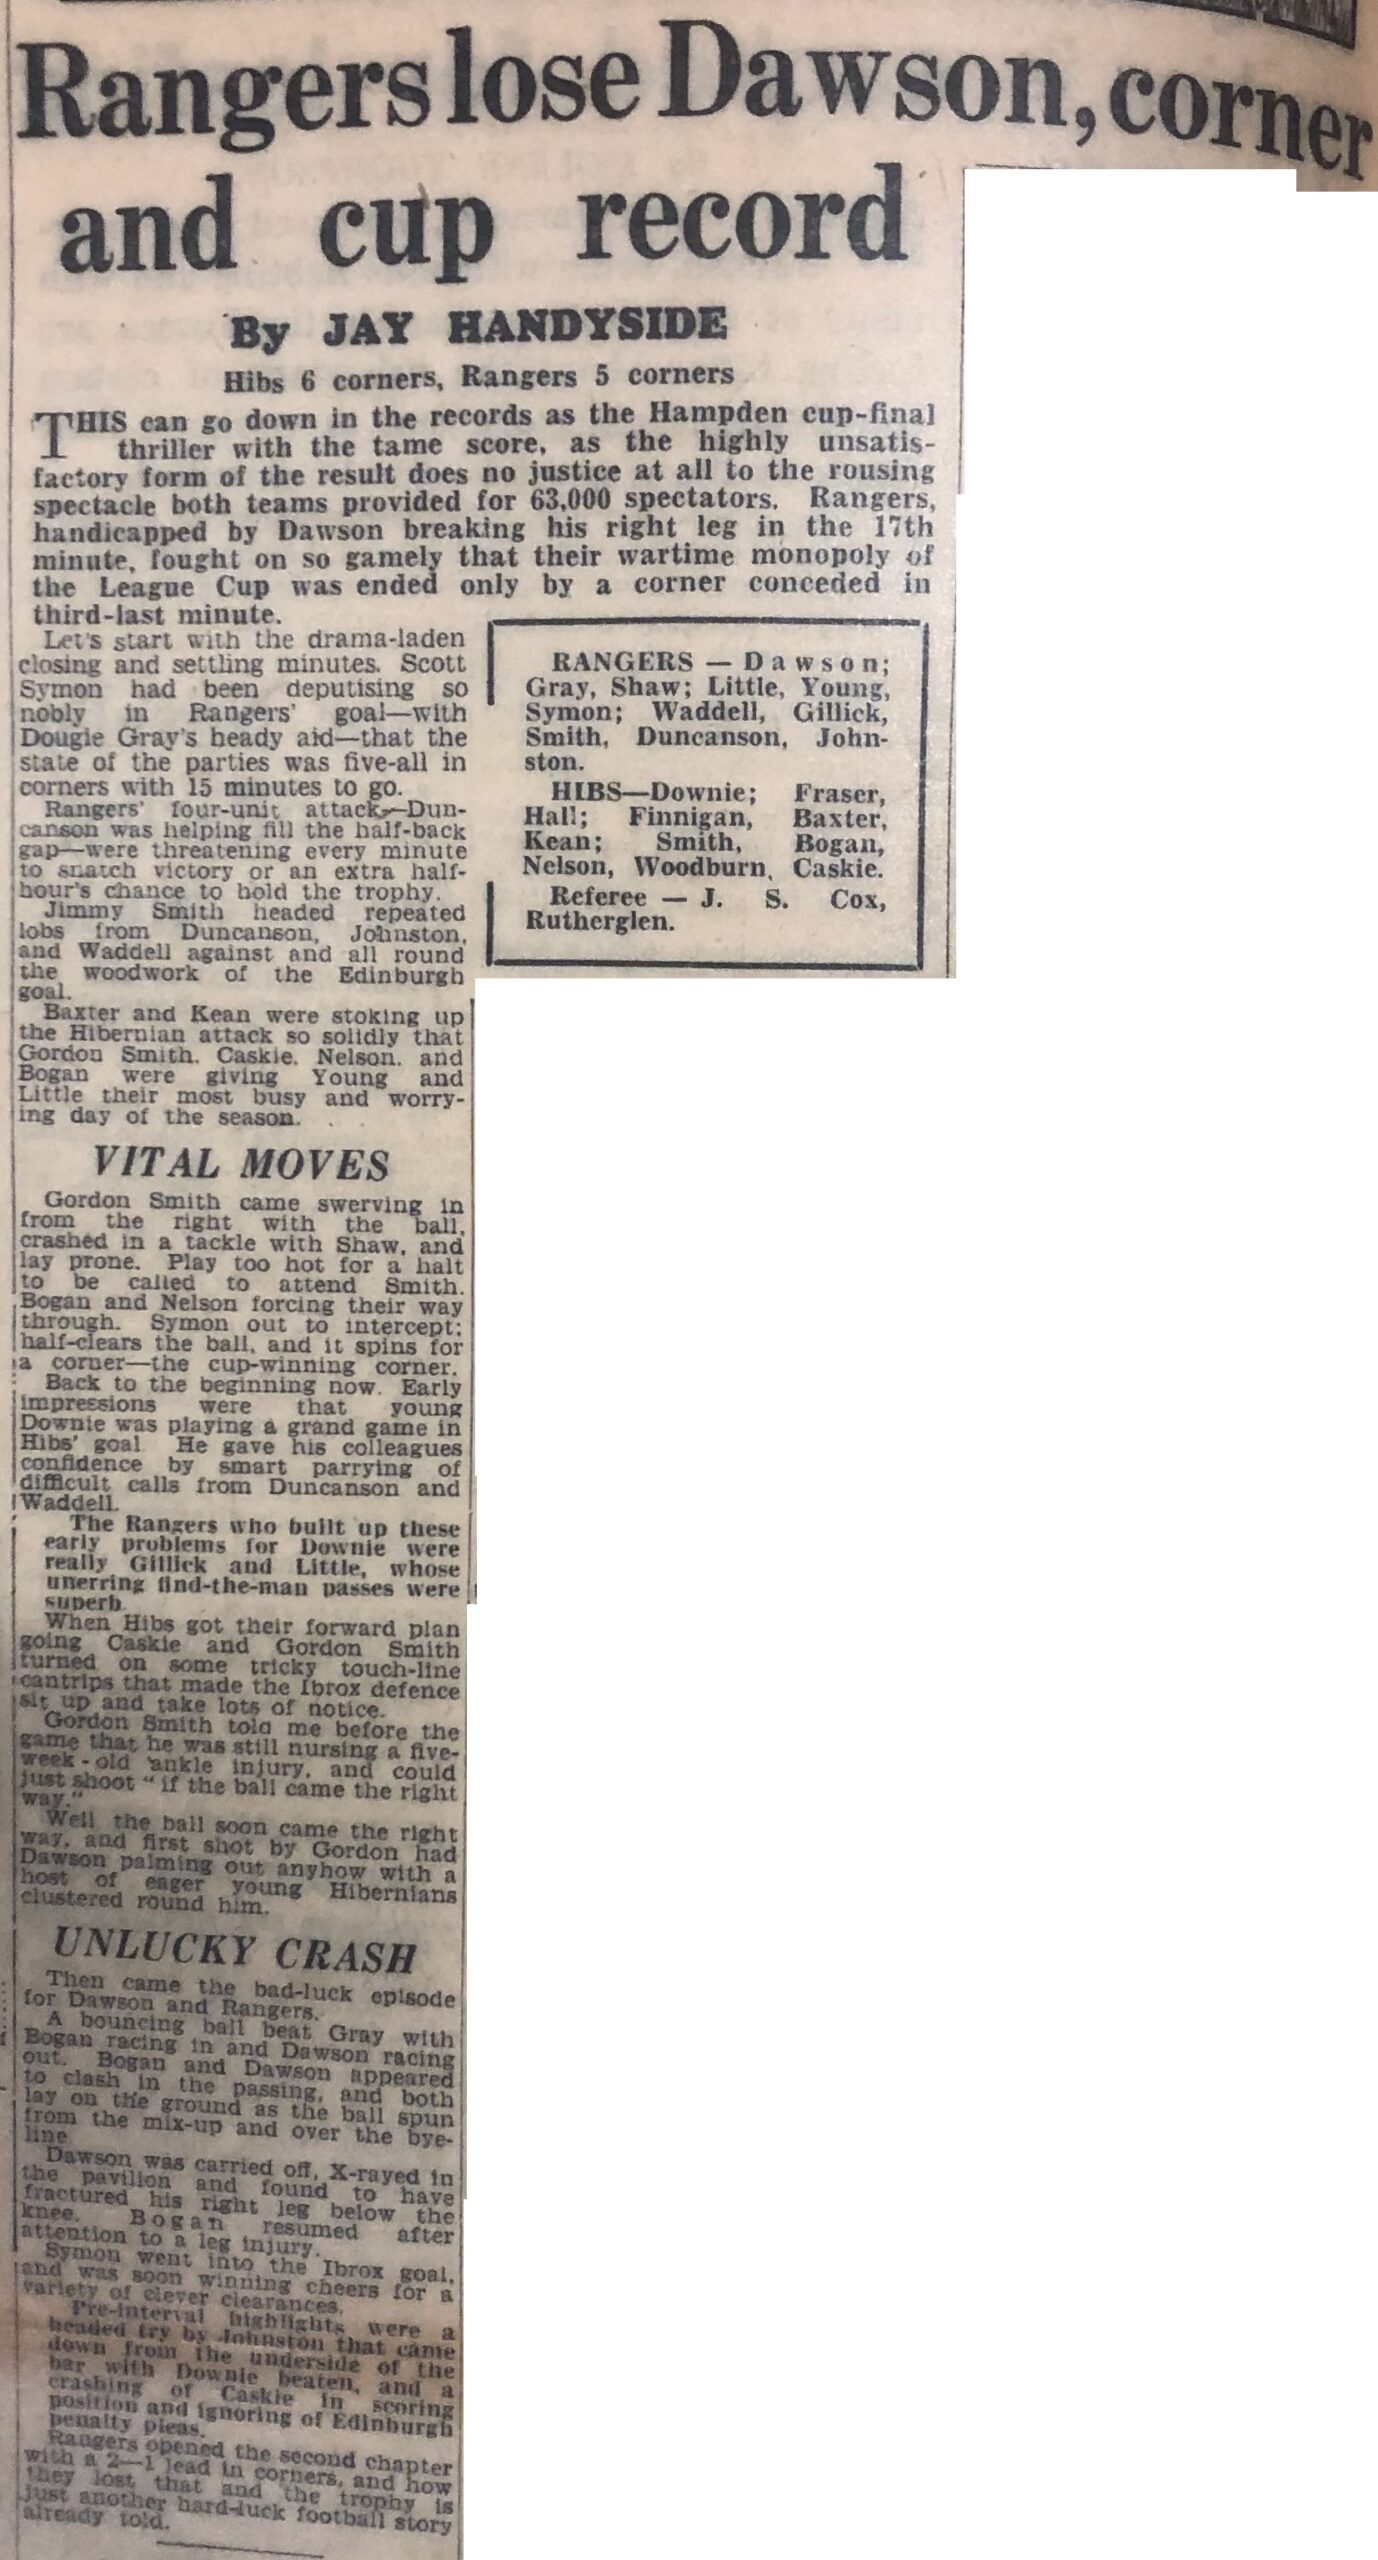 Rangers lose Dawson, corner
and cup record
By JAY HANDYSIDE
Hibs 6 corners, Rangers 5 corners
THIS can go down in the records as the Hampden cup-final
thriller with the tame score, as the highly unsatis-
factory form of the result does no justice at all to the rousing
spectacle both teams provided for 63,000 spectators. Rangers,
handicapped by Dawson breaking his right leg in the 17th
minute, fought on so gamely that their wartime monopoly of
the League Cup was ended only by a corner conceded in
third-last minute.
Let's start with the drama-laden
closing and settling minutes. Scott
Symon had been deputising so
nobly in Rangers' goal—with
Dougie Gray's heady aid—that the
state of the parties was five-all in
corners with 15 minutes to go.
Rangers' four-unit attack—Dun-
canson was helping fill the half-back
gap—were threatening every minute
to snatch victory or an extra half-
hour's chance to hold the trophy.
Jimmy Smith headed repeated
lobs from Duncanson, Johnston,
and Waddell against and all round
the woodwork of the Edinburgh
goal.
Baxter and Kean were stoking up
the Hibernian attack so solidly that
Gordon Smith, Caskie, Nelson, and
Bogan were giving Young and
Little their most busy and worry-
ing day of the season.
RANGERS — Dawson;
Gray, Shaw; Little, Young,
Symon; Waddell, Gillick,
Smith, Duncanson, John-
ston.
HIBS—Downie; Fraser,
Hall; Finnigan, Baxter,
Kean; Smith, Bogan,
Nelson, Woodburn, Caskie.
Referee — J. S. Cox,
Rutherglen.
VITAL MOVES
Gordon Smith came swerving in
from the right with the ball,
crashed in a tackle with Shaw, and
lay prone. Play too hot for a halt
to be called to attend Smith.
Bogan and Nelson forcing their way
through. Symon out to intercept;
half-clears the ball, and it spins for
a corner—the cup-winning corner.
Back to the beginning now. Early
impressions were that young
Downie was playing a grand game in
Hibs' goal He gave his colleagues
confidence by smart parrying of
difficult calls from Duncanson and
Waddell.
The Rangers who built up these
early problems for Downie were
really Gillick and Little, whose
unerring find-the-man passes were
superb.
When Hibs got their forward plan
going Caskie and Gordon Smith
turned on some tricky touch-line
cantrips that made the Ibrox defence
sit up and take lots of notice.
Gordon Smith told me before the
game that he was still nursing a five-
week-old ankle injury, and could
just shoot "if the ball came the right
way."
Well, the ball soon came the right
way, and first shot by Gordon had
Dawson palming out anyhow with a
host of eager young Hibernians
clustered round him.
UNLUCKY CRASH
Then came the bad-luck episode
for Dawson and Rangers.
A bouncing ball beat Gray with
Bogan racing in and Dawson racing
out. Bogan and Dawson appeared
to clash in the passing, and both
lay on the ground as the ball spun
from the mix-up and over the bye-
line
Dawson was carried off, X-rayed in
the pavilion and found to have
fractured his right leg below the
knee. Bogan resumed after
attention to a leg injury.
Symon went into the Ibrox goal,
and was soon winning cheers for a
variety of clever clearances.
Pre-interval highlights were a
headed try by Johnston that came
down from the underside of the
bar with Downie beaten, and a
crashing of Caskie in scoring
position and ignoring of Edinburgh
penalty pleas.
Rangers opened the second chapter
with a 2—1 lead in corners, and how
they lost that and the trophy is
just another hard-luck football story
already told.